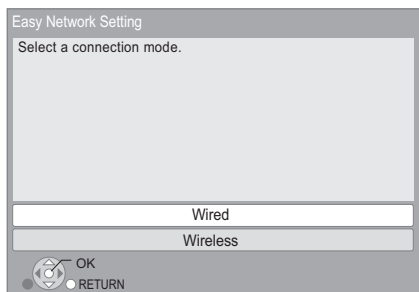 Easy Network Setting
Select a connection mode.
Wired
Wireless
OK
RETURN